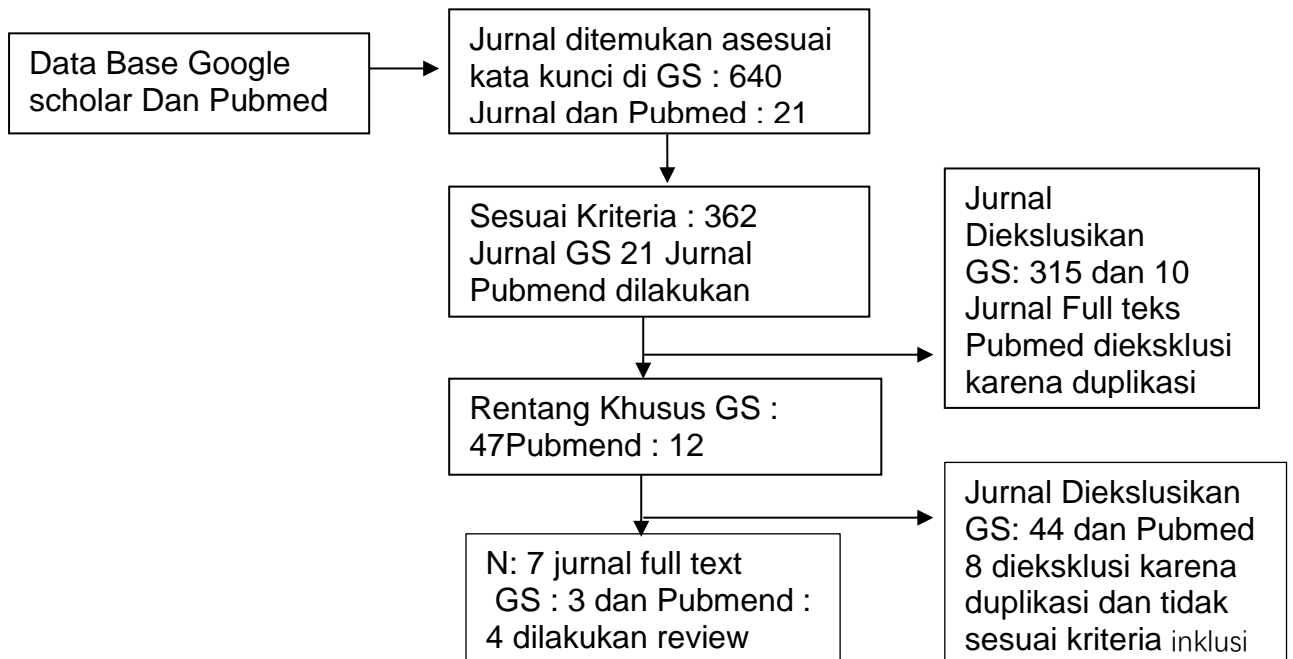 Data Base Google
scholar Dan Pubmed
Jurnal ditemukan asesuai
kata kunci di GS : 640
Jurnal dan Pubmed : 21
Sesuai Kriteria : 362
Jurnal GS 21 Jurnal
Pubmend dilakukan
Jurnal
Diekslusikan
GS: 315 dan 10
Jurnal Full teks
Pubmed dieksklusi
karena duplikasi
Rentang Khusus GS :
47Pubmend : 12
Jurnal Diekslusikan
GS: 44 dan Pubmed
8 dieksklusi karena
duplikasi dan tidak
sesuai kriteria inklusi
N: 7 jurnal full text
GS : 3 dan Pubmend :
4 dilakukan review